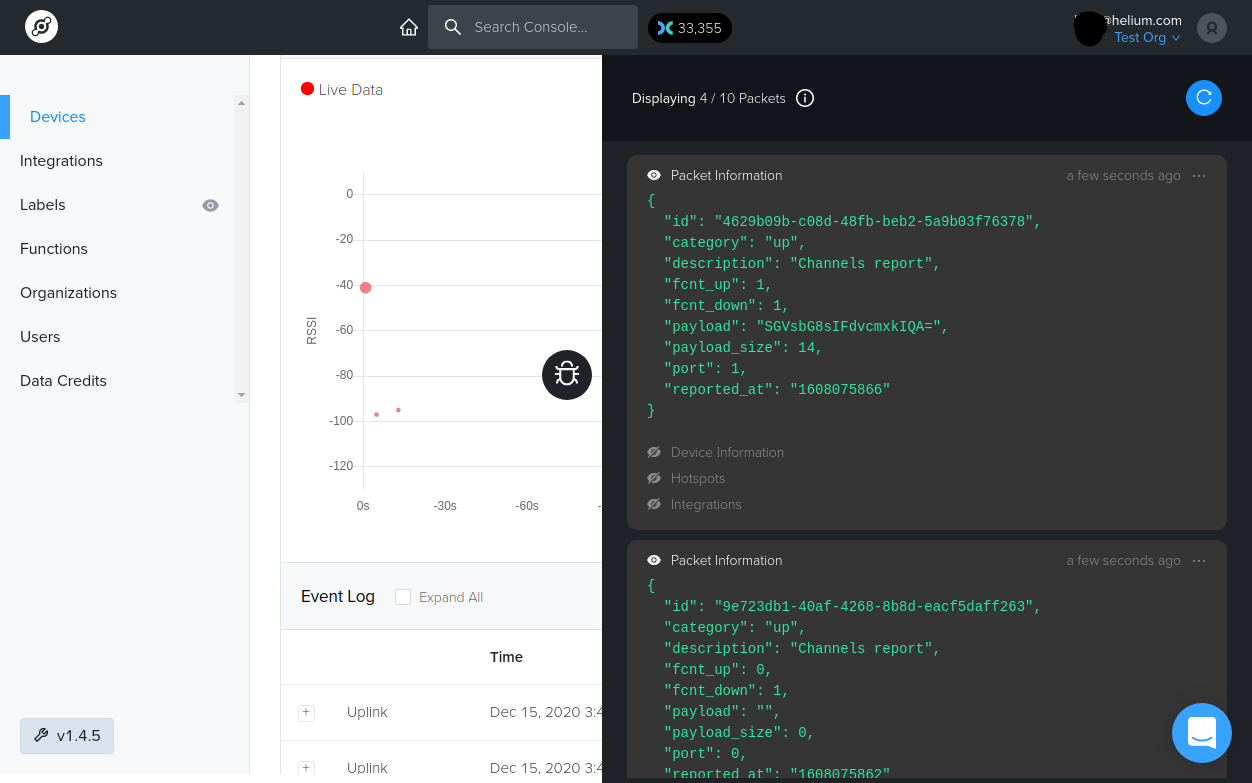 Search Console...
33,355
@helium.com
Test Org
Devices
Integrations
Labels
Functions
Organizations
Users
Data Credits
v1.4.5
Live Data
RSSI
0
-20
-40
-60
-80
-100
-120
0s
-30s
-60s
Event Log
Expand All
Time
+ Uplink Dec 15, 2020 3:4
+ Uplink Dec 15, 2020 3:4
Displaying 4 / 10 Packets
Packet Information a few seconds ago ...
{
"id": "4629b09b-c08d-48fb-beb2-5a9b03f76378",
"category": "up",
"description": "Channels report",
"fcnt_up": 1,
"fcnt_down": 1,
"payload": "SGVsbG8sIFdvcmxkIQA=",
"payload_size": 14,
"port": 1,
"reported_at": "1608075866"
}
Device Information
Hotspots
Integrations
Packet Information a few seconds ago ...
{
"id": "9e723db1-40af-4268-8b8d-eacf5daff263",
"category": "up",
"description": "Channels report",
"fcnt_up": 0,
"fcnt_down": 1,
"payload": "",
"payload_size": 0,
"port": 0,
"reported_at": "1608075862"